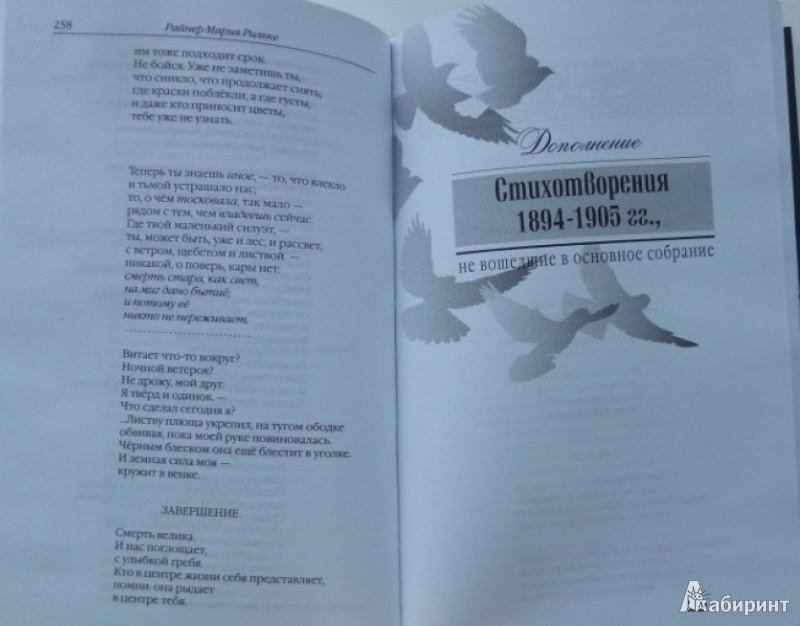 258
Райнер Мария Рильке
им тоже подходит срок.
Не бойся. Уже не заметишь ты,
что сникло, что продолжает сиять;
где краски поблёкли, а где густы,
и даже кто приносит цветы,
тебе уже не узнать.
Теперь ты знаешь иное, — то, что влекло
и тьмой устрашало нас;
то, о чём тосковала, так мало —
рядом с тем, чем владеешь сейчас.
Где твой маленький силуэт, —
ты, может быть, уже и лес, и рассвет,
с ветром, щебетом и листвой. —
никакой, о поверь, кары нет:
смерть стара, как свет,
на миг дано бытиё;
и потому её
никто не переживает.
Витает что-то вокруг?
Ночной ветерок?
Не дрожу, мой друг.
Я твёрд и одинок. —
Что сделал сегодня я?
...Листву плюща укрепил, на тугом ободке
обвивая, пока моей руке повиновалась.
Чёрным блеском она ещё блестит в уголке.
И земная сила моя —
кружит в венке.
ЗАВЕРШЕНИЕ
Смерть велика.
И нас поглощает,
с улыбкой гребя.
Кто в центре жизни себя представляет,
помни: она рыдает
в центре тебя.
Дополнение
Стихотворения
1894-1905 гг.,
не вошедшие в основное собрание
Лабиринт